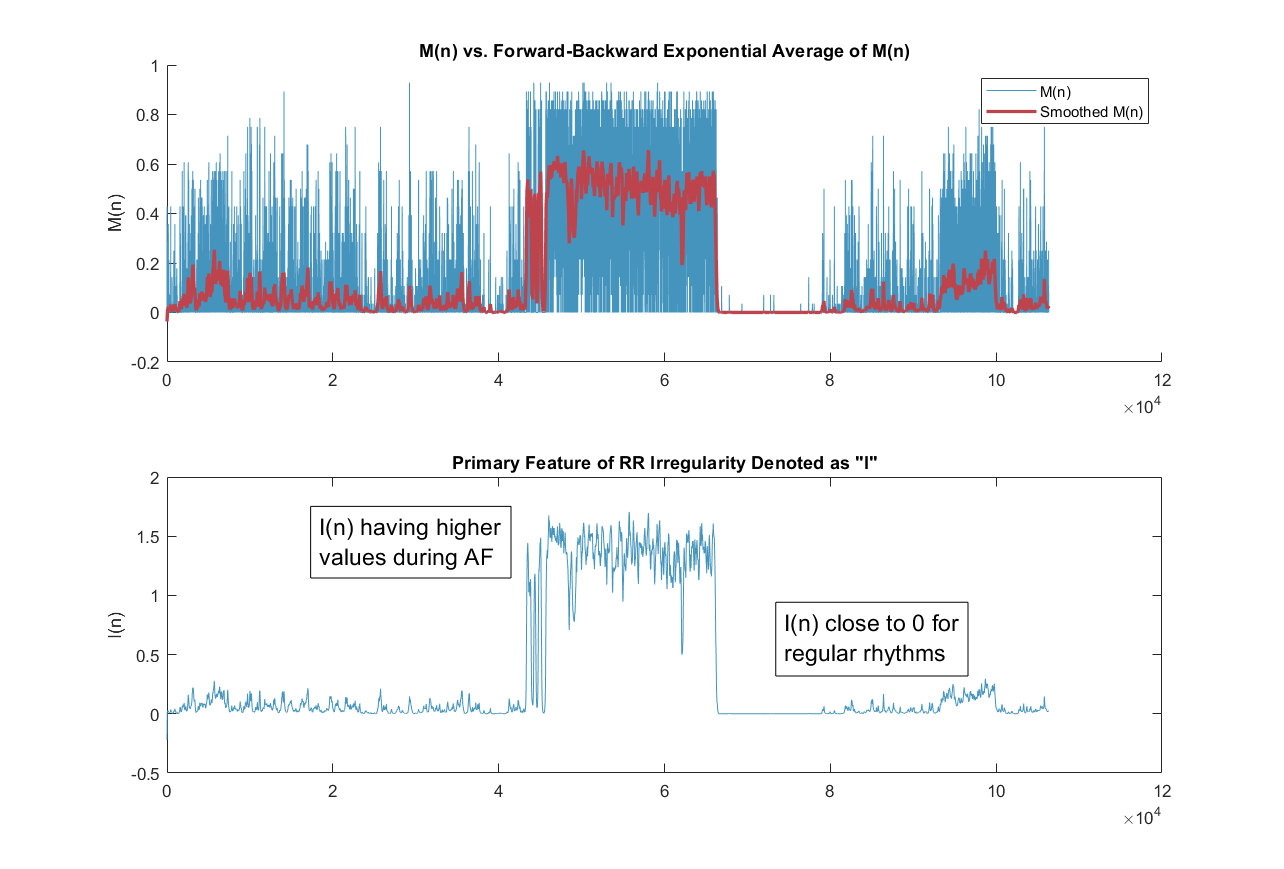 M(n) vs. Forward-Backward Exponential Average of M(n)
1
0.8
0.6
0.4
0.2
0
-0.2
M(n)
M(n)
Smoothed M(n)
0 2 4 6 8 10 12
×10^4
Primary Feature of RR Irregularity Denoted as "I"
2
1.5
1
0.5
0
-0.5
I(n)
I(n) having higher
values during AF
I(n) close to 0 for
regular rhythms
0 2 4 6 8 10 12
×10^4